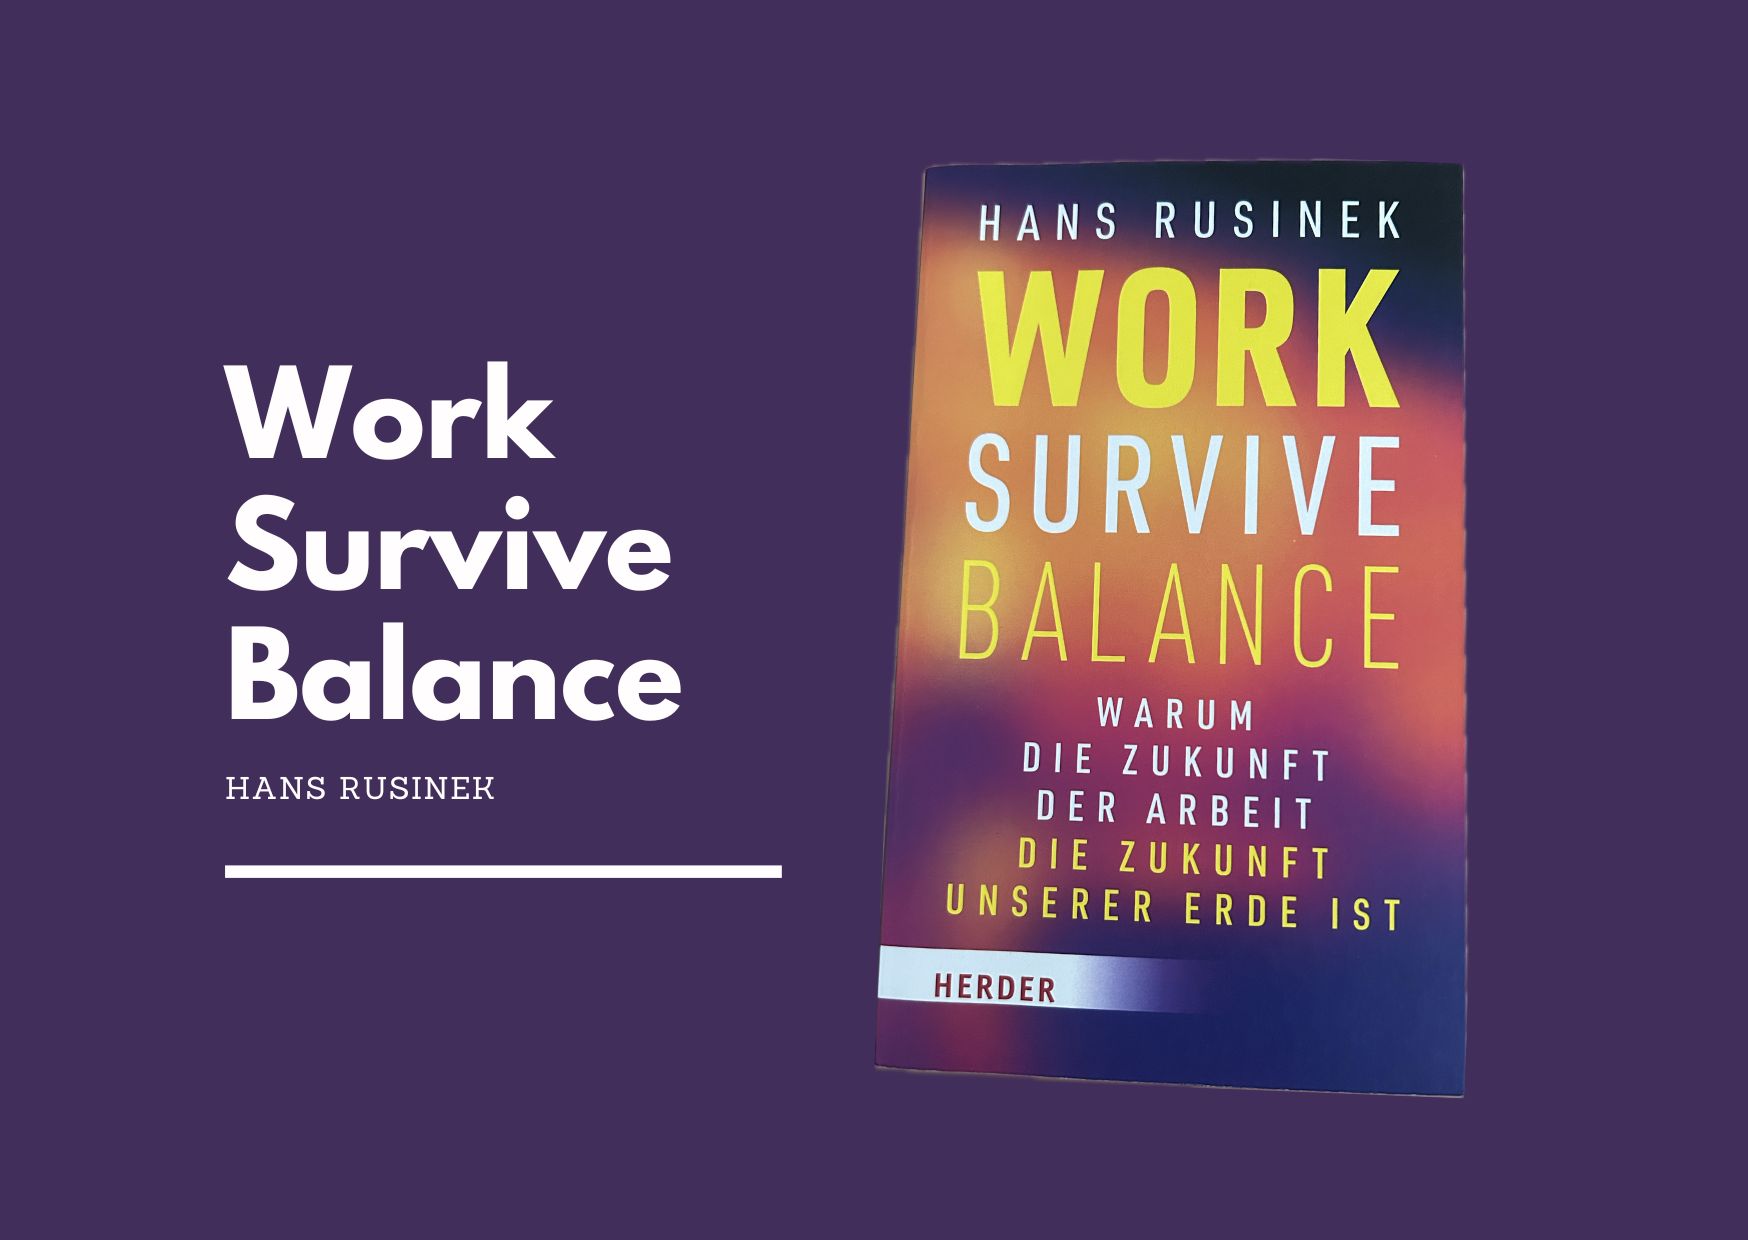 Work
Survive
Balance
HANS RUSINEK
HANS RUSINEK
WORK
SURVIVE
BALANCE
WARUM
DIE ZUKUNFT
DER ARBEIT
DIE ZUKUNFT
UNSERER ERDE IST
HERDER